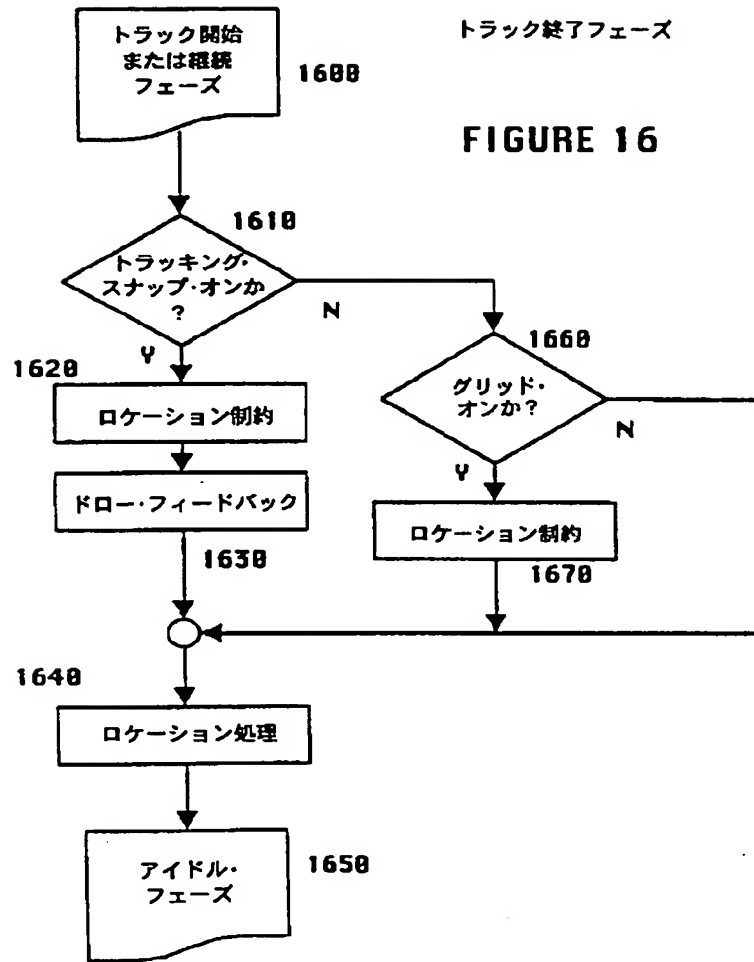 トラック開始
または継続
フェーズ
1600
トラック終了フェーズ
FIGURE 16
1610
トラッキング・
スナップ・オンか
?
N
Y
1620
ロケーション制約
ドロー・フィードバック
1630
1660
グリッド・
オンか?
N
Y
ロケーション制約
1670
1640
ロケーション処理
アイドル・
フェーズ
1650